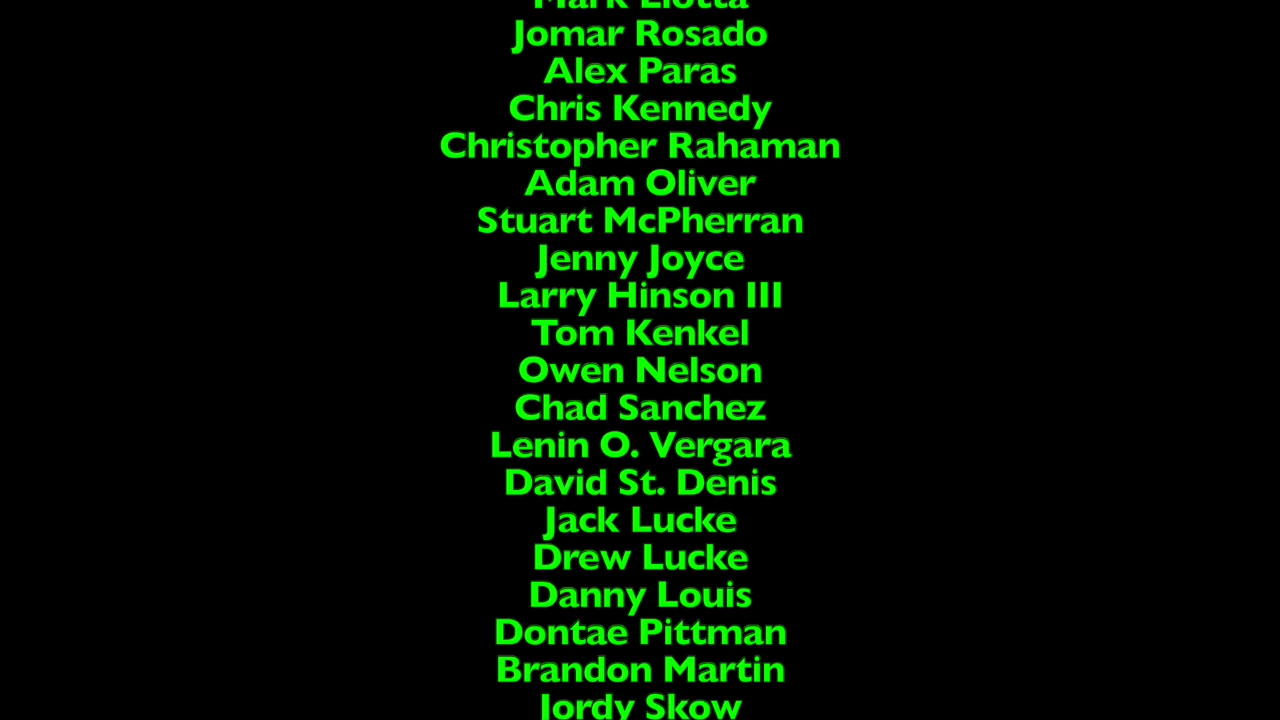 Mark Liotta
Jomar Rosado
Alex Paras
Chris Kennedy
Christopher Rahaman
Adam Oliver
Stuart McPherran
Jenny Joyce
Larry Hinson III
Tom Kenkel
Owen Nelson
Chad Sanchez
Lenin O. Vergara
David St. Denis
Jack Lucke
Drew Lucke
Danny Louis
Dontae Pittman
Brandon Martin
Jordy Skow